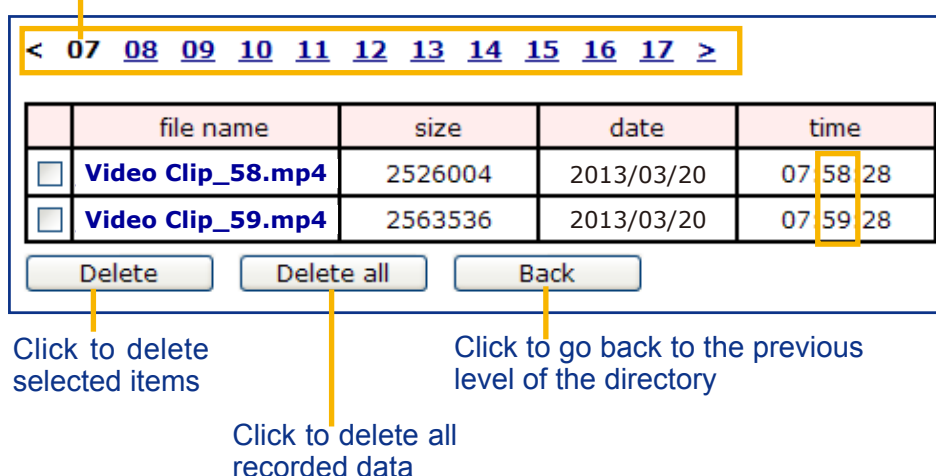 < 07 08 09 10 11 12 13 14 15 16 17 >
file name size date time
Video Clip_58.mp4 2526004 2013/03/20 07:58:28
Video Clip_59.mp4 2563536 2013/03/20 07:59:28
Delete Delete all Back
Click to delete
selected items
Click to go back to the previous
level of the directory
Click to delete all
recorded data